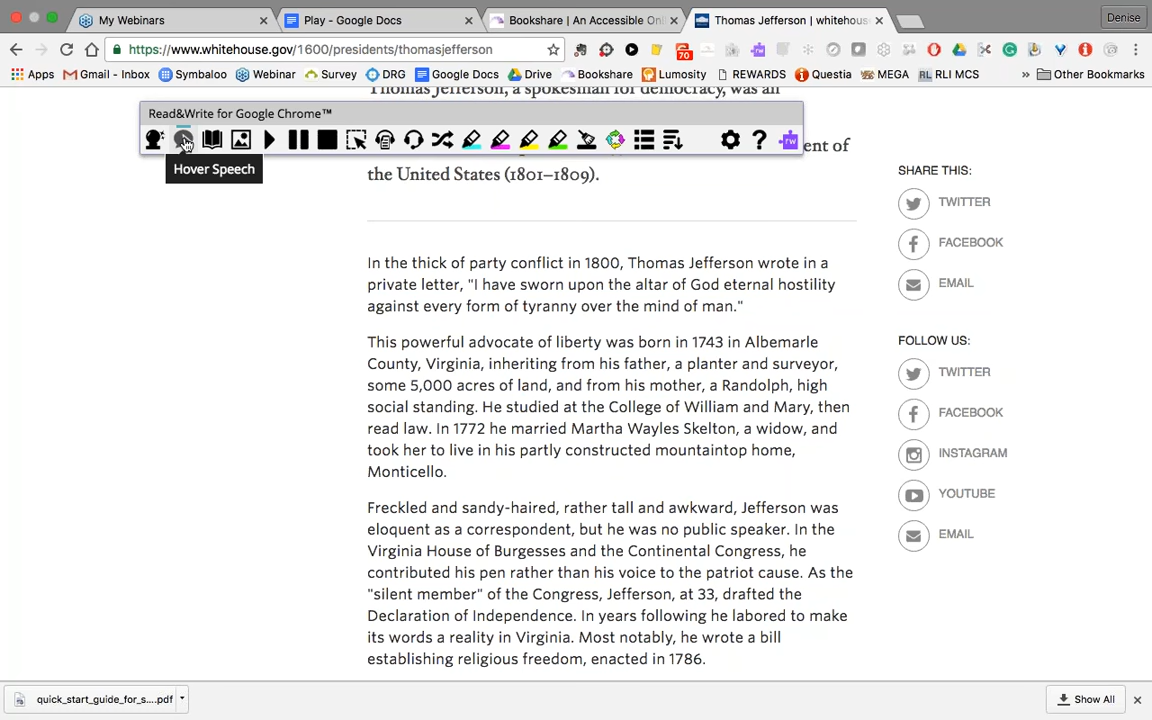 My Webinars
Play - Google Docs
Bookshare | An Accessible Onli
Thomas Jefferson | whitehous
Denise
https://www.whitehouse.gov/1600/presidents/thomasjefferson
70
Apps
Gmail - Inbox
Symbaloo
Webinar
Survey
DRG
Google Docs
Drive
Bookshare
Lumosity
REWARDS
Questia
MEGA
RL RLI MCS
»
Other Bookmarks
Thomas Jefferson, a spokesman for democracy, was an
Read&Write for Google Chrome™
rw
Hover Speech
ent of
the United States (1801–1809).
In the thick of party conflict in 1800, Thomas Jefferson wrote in a
private letter, "I have sworn upon the altar of God eternal hostility
against every form of tyranny over the mind of man."
This powerful advocate of liberty was born in 1743 in Albemarle
County, Virginia, inheriting from his father, a planter and surveyor,
some 5,000 acres of land, and from his mother, a Randolph, high
social standing. He studied at the College of William and Mary, then
read law. In 1772 he married Martha Wayles Skelton, a widow, and
took her to live in his partly constructed mountaintop home,
Monticello.
Freckled and sandy-haired, rather tall and awkward, Jefferson was
eloquent as a correspondent, but he was no public speaker. In the
Virginia House of Burgesses and the Continental Congress, he
contributed his pen rather than his voice to the patriot cause. As the
"silent member" of the Congress, Jefferson, at 33, drafted the
Declaration of Independence. In years following he labored to make
its words a reality in Virginia. Most notably, he wrote a bill
establishing religious freedom, enacted in 1786.
SHARE THIS:
TWITTER
FACEBOOK
EMAIL
FOLLOW US:
TWITTER
FACEBOOK
INSTAGRAM
YOUTUBE
EMAIL
quick_start_guide_for_s....pdf
Show All